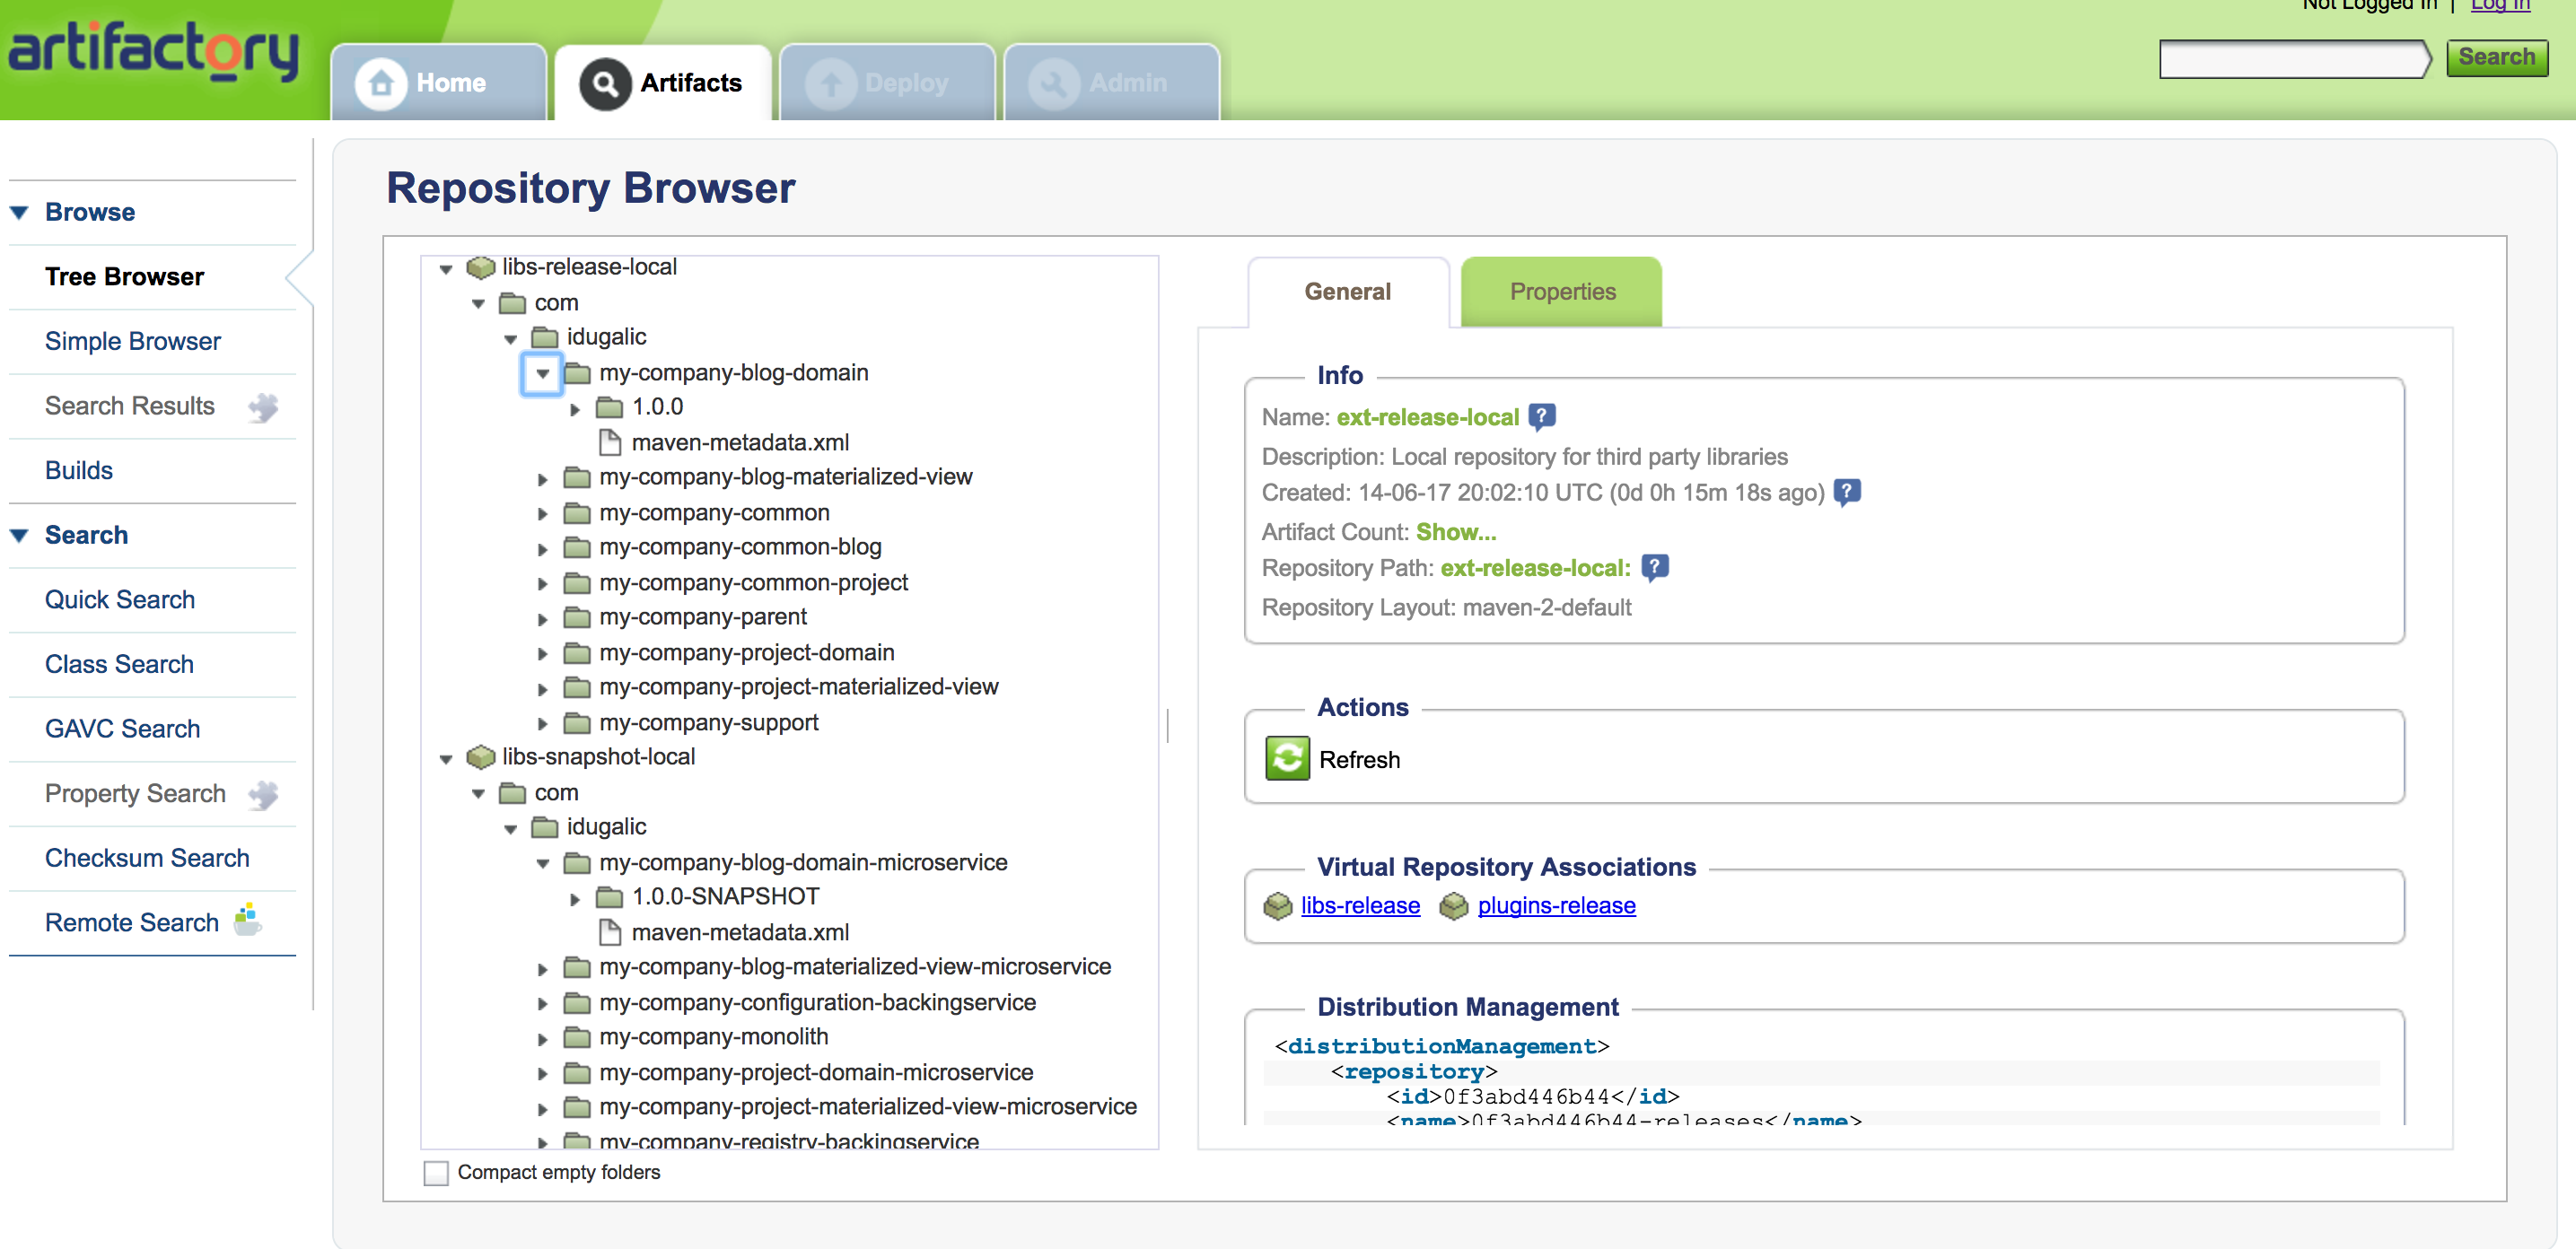 Not Logged In | Log In
artifactory
Home
Artifacts
Deploy
Admin
Search
Browse
Tree Browser
Simple Browser
Search Results
Builds
Search
Quick Search
Class Search
GAVC Search
Property Search
Checksum Search
Remote Search
Repository Browser
libs-release-local
com
idugalic
my-company-blog-domain
1.0.0
maven-metadata.xml
my-company-blog-materialized-view
my-company-common
my-company-common-blog
my-company-common-project
my-company-parent
my-company-project-domain
my-company-project-materialized-view
my-company-support
libs-snapshot-local
com
idugalic
my-company-blog-domain-microservice
1.0.0-SNAPSHOT
maven-metadata.xml
my-company-blog-materialized-view-microservice
my-company-configuration-backingservice
my-company-monolith
my-company-project-domain-microservice
my-company-project-materialized-view-microservice
my-company-registry-backingservice
Compact empty folders
General
Properties
Info
Name: ext-release-local ?
Description: Local repository for third party libraries
Created: 14-06-17 20:02:10 UTC (0d 0h 15m 18s ago) ?
Artifact Count: Show...
Repository Path: ext-release-local: ?
Repository Layout: maven-2-default
Actions
Refresh
Virtual Repository Associations
libs-release plugins-release
Distribution Management
<distributionManagement>
<repository>
<id>0f3abd446b44</id>
<name>0f3abd446b44-releases</name>